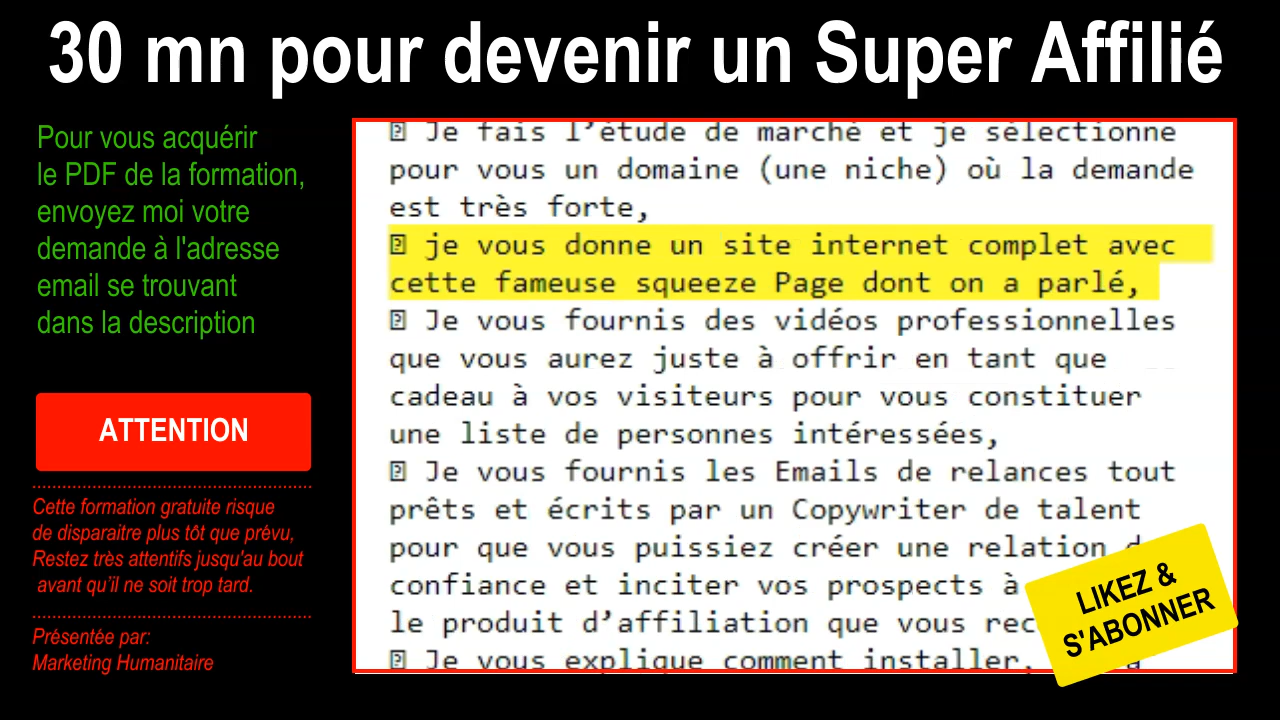 30 mn pour devenir un Super Affilié
Pour vous acquérir
le PDF de la formation,
envoyez moi votre
demande à l'adresse
email se trouvant
dans la description
ATTENTION
Cette formation gratuite risque
de disparaitre plus tôt que prévu,
Restez très attentifs jusqu'au bout
avant qu'il ne soit trop tard.
Présentée par:
Marketing Humanitaire
Je fais l’étude de marché et je sélectionne
pour vous un domaine (une niche) où la demande
est très forte,
je vous donne un site internet complet avec
cette fameuse squeeze Page dont on a parlé,
Je vous fournis des vidéos professionnelles
que vous aurez juste à offrir en tant que
cadeau à vos visiteurs pour vous constituer
une liste de personnes intéressées,
Je vous fournis les Emails de relances tout
prêts et écrits par un Copywriter de talent
pour que vous puissiez créer une relation
confiance et inciter vos prospects à
le produit d’affiliation que vous
Je vous explique comment installer,
LIKEZ &
S'ABONNER